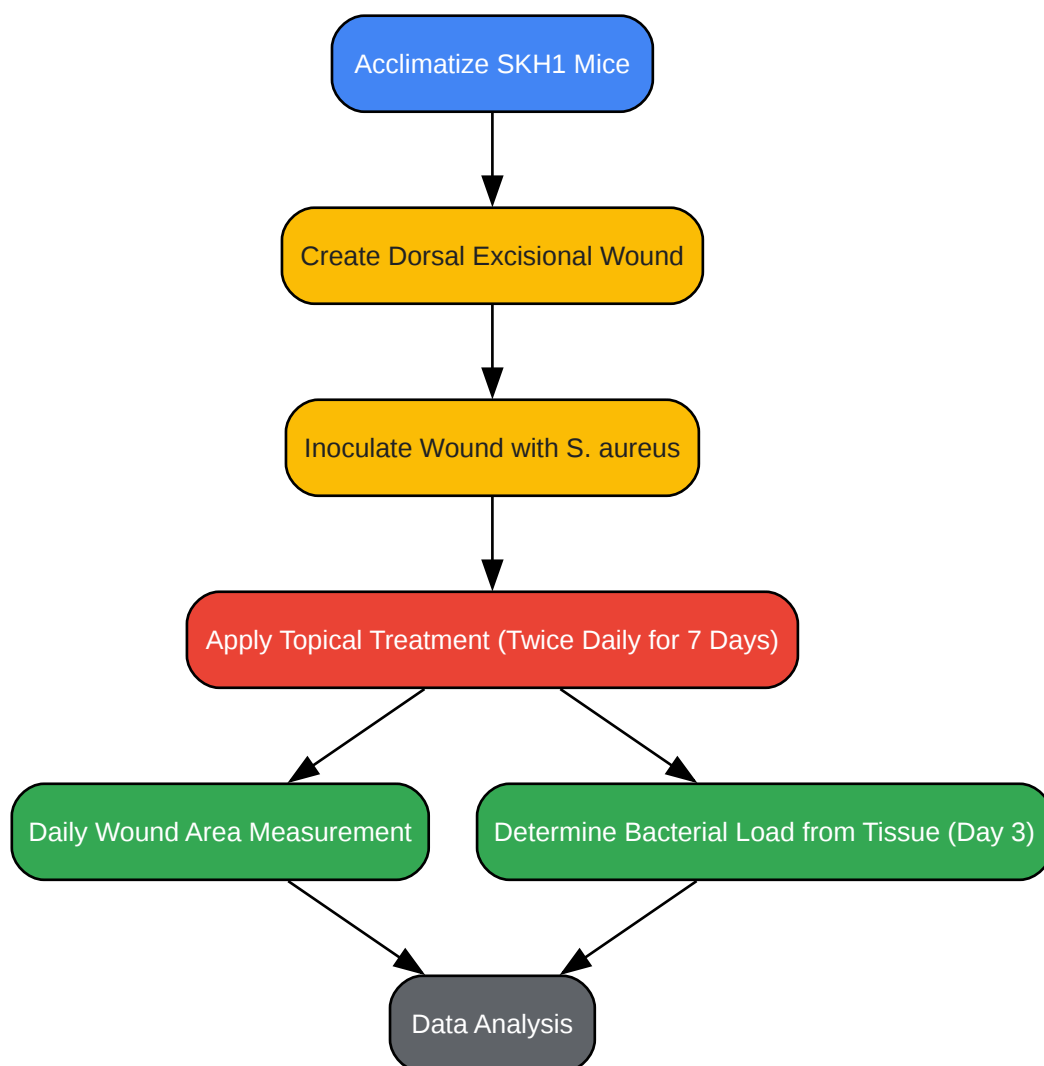 Acclimatize SKH1 Mice
Create Dorsal Excisional Wound
Inoculate Wound with S. aureus
Apply Topical Treatment (Twice Daily for 7 Days)
Daily Wound Area Measurement
Determine Bacterial Load from Tissue (Day 3)
Data Analysis